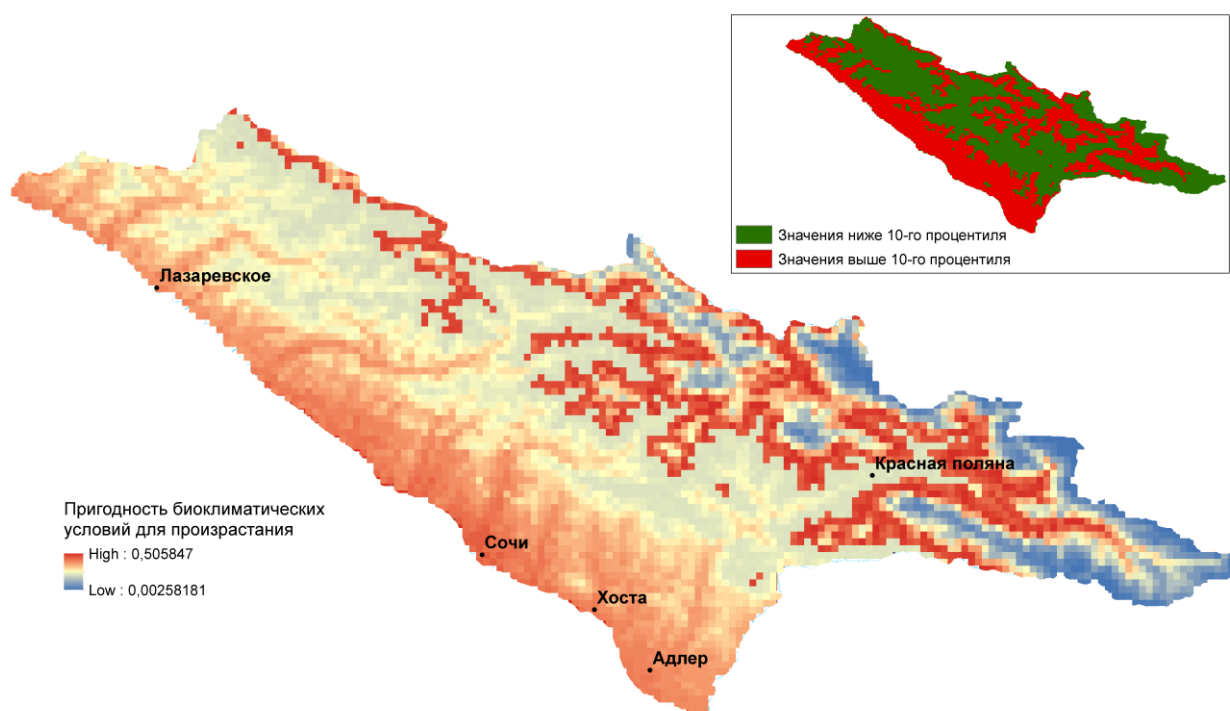 Значения ниже 10-го процентиля
Значения выше 10-го процентиля
Лазаревское
Красная поляна
Пригодность биоклиматических
условий для произрастания
High : 0,505847
Low : 0,00258181
Сочи
Хоста
Адлер